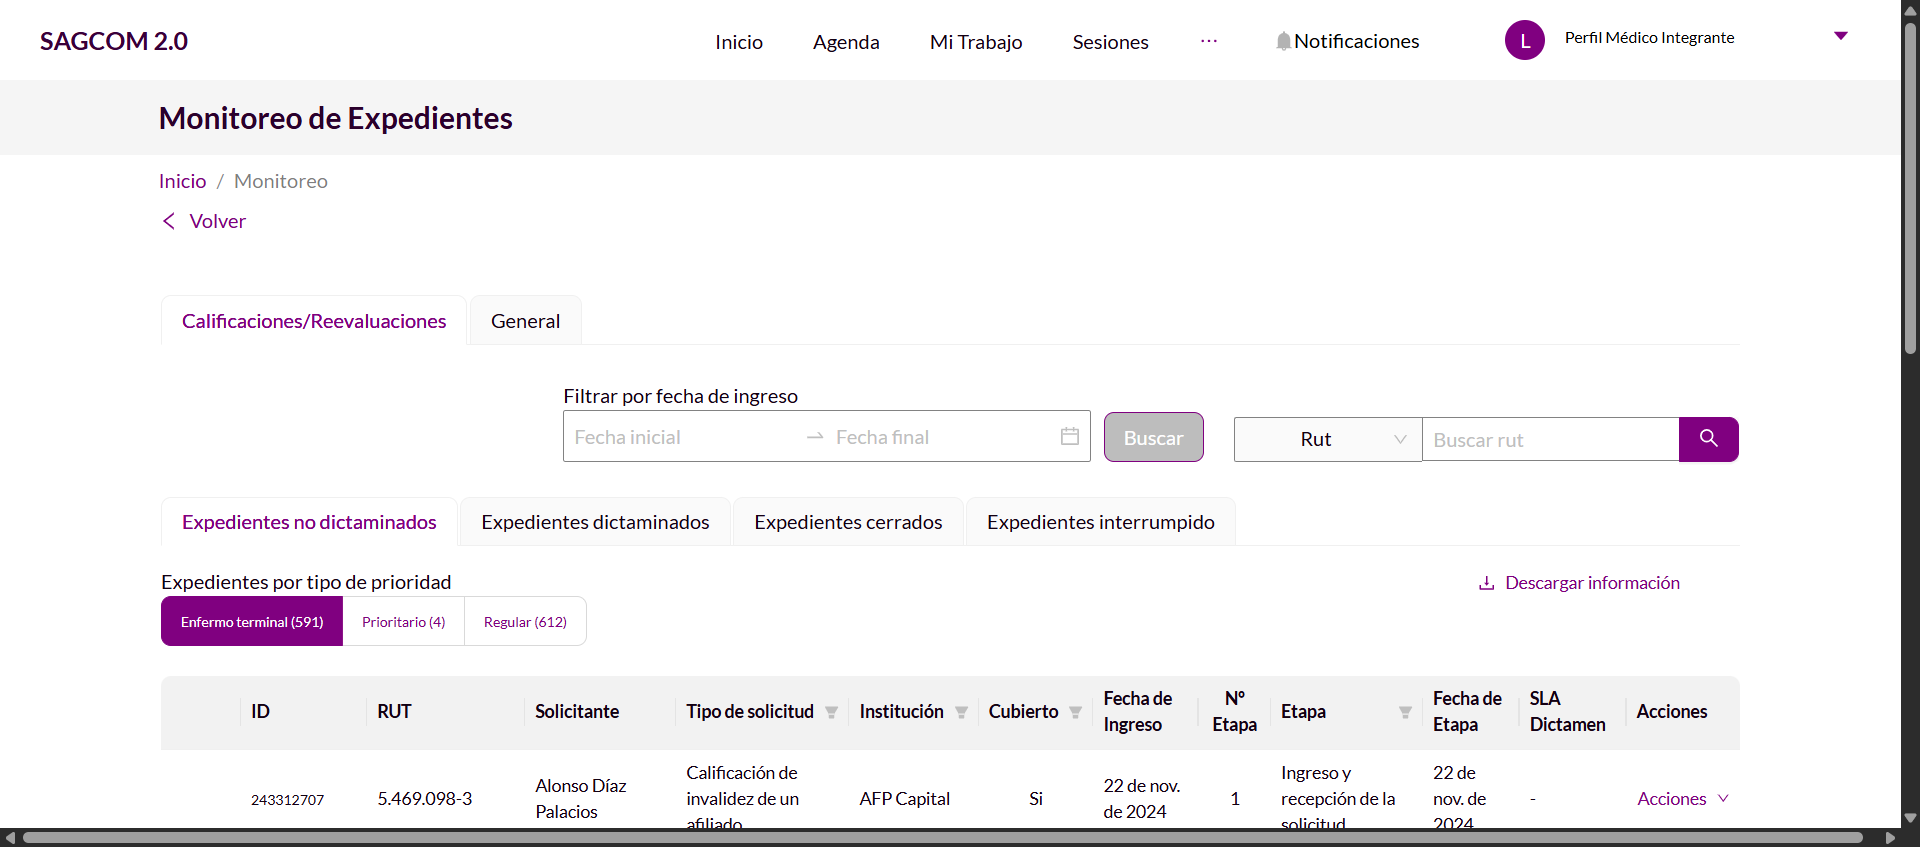 SAGCOM 2.0
Inicio
Agenda
Mi Trabajo
Sesiones
···
Notificaciones
L
Perfil Médico Integrante
Monitoreo de Expedientes
Inicio / Monitoreo
Volver
Calificaciones/Reevaluaciones
General
Filtrar por fecha de ingreso
Fecha inicial
Fecha final
Buscar
Rut
Buscar rut
Expedientes no dictaminados
Expedientes dictaminados
Expedientes cerrados
Expedientes interrumpido
Expedientes por tipo de prioridad
Descargar información
Enfermo terminal (591)
Prioritario (4)
Regular (612)
ID
RUT
Solicitante
Tipo de solicitud
Institución
Cubierto
Fecha de
Ingreso
N°
Etapa
Etapa
Fecha de
Etapa
SLA
Dictamen
Acciones
243312707
5.469.098-3
Alonso Díaz
Palacios
Calificación de
invalidez de un
afiliado
AFP Capital
Si
22 de nov.
de 2024
1
Ingreso y
recepción de la
solicitud
22 de
nov. de
2024
-
Acciones